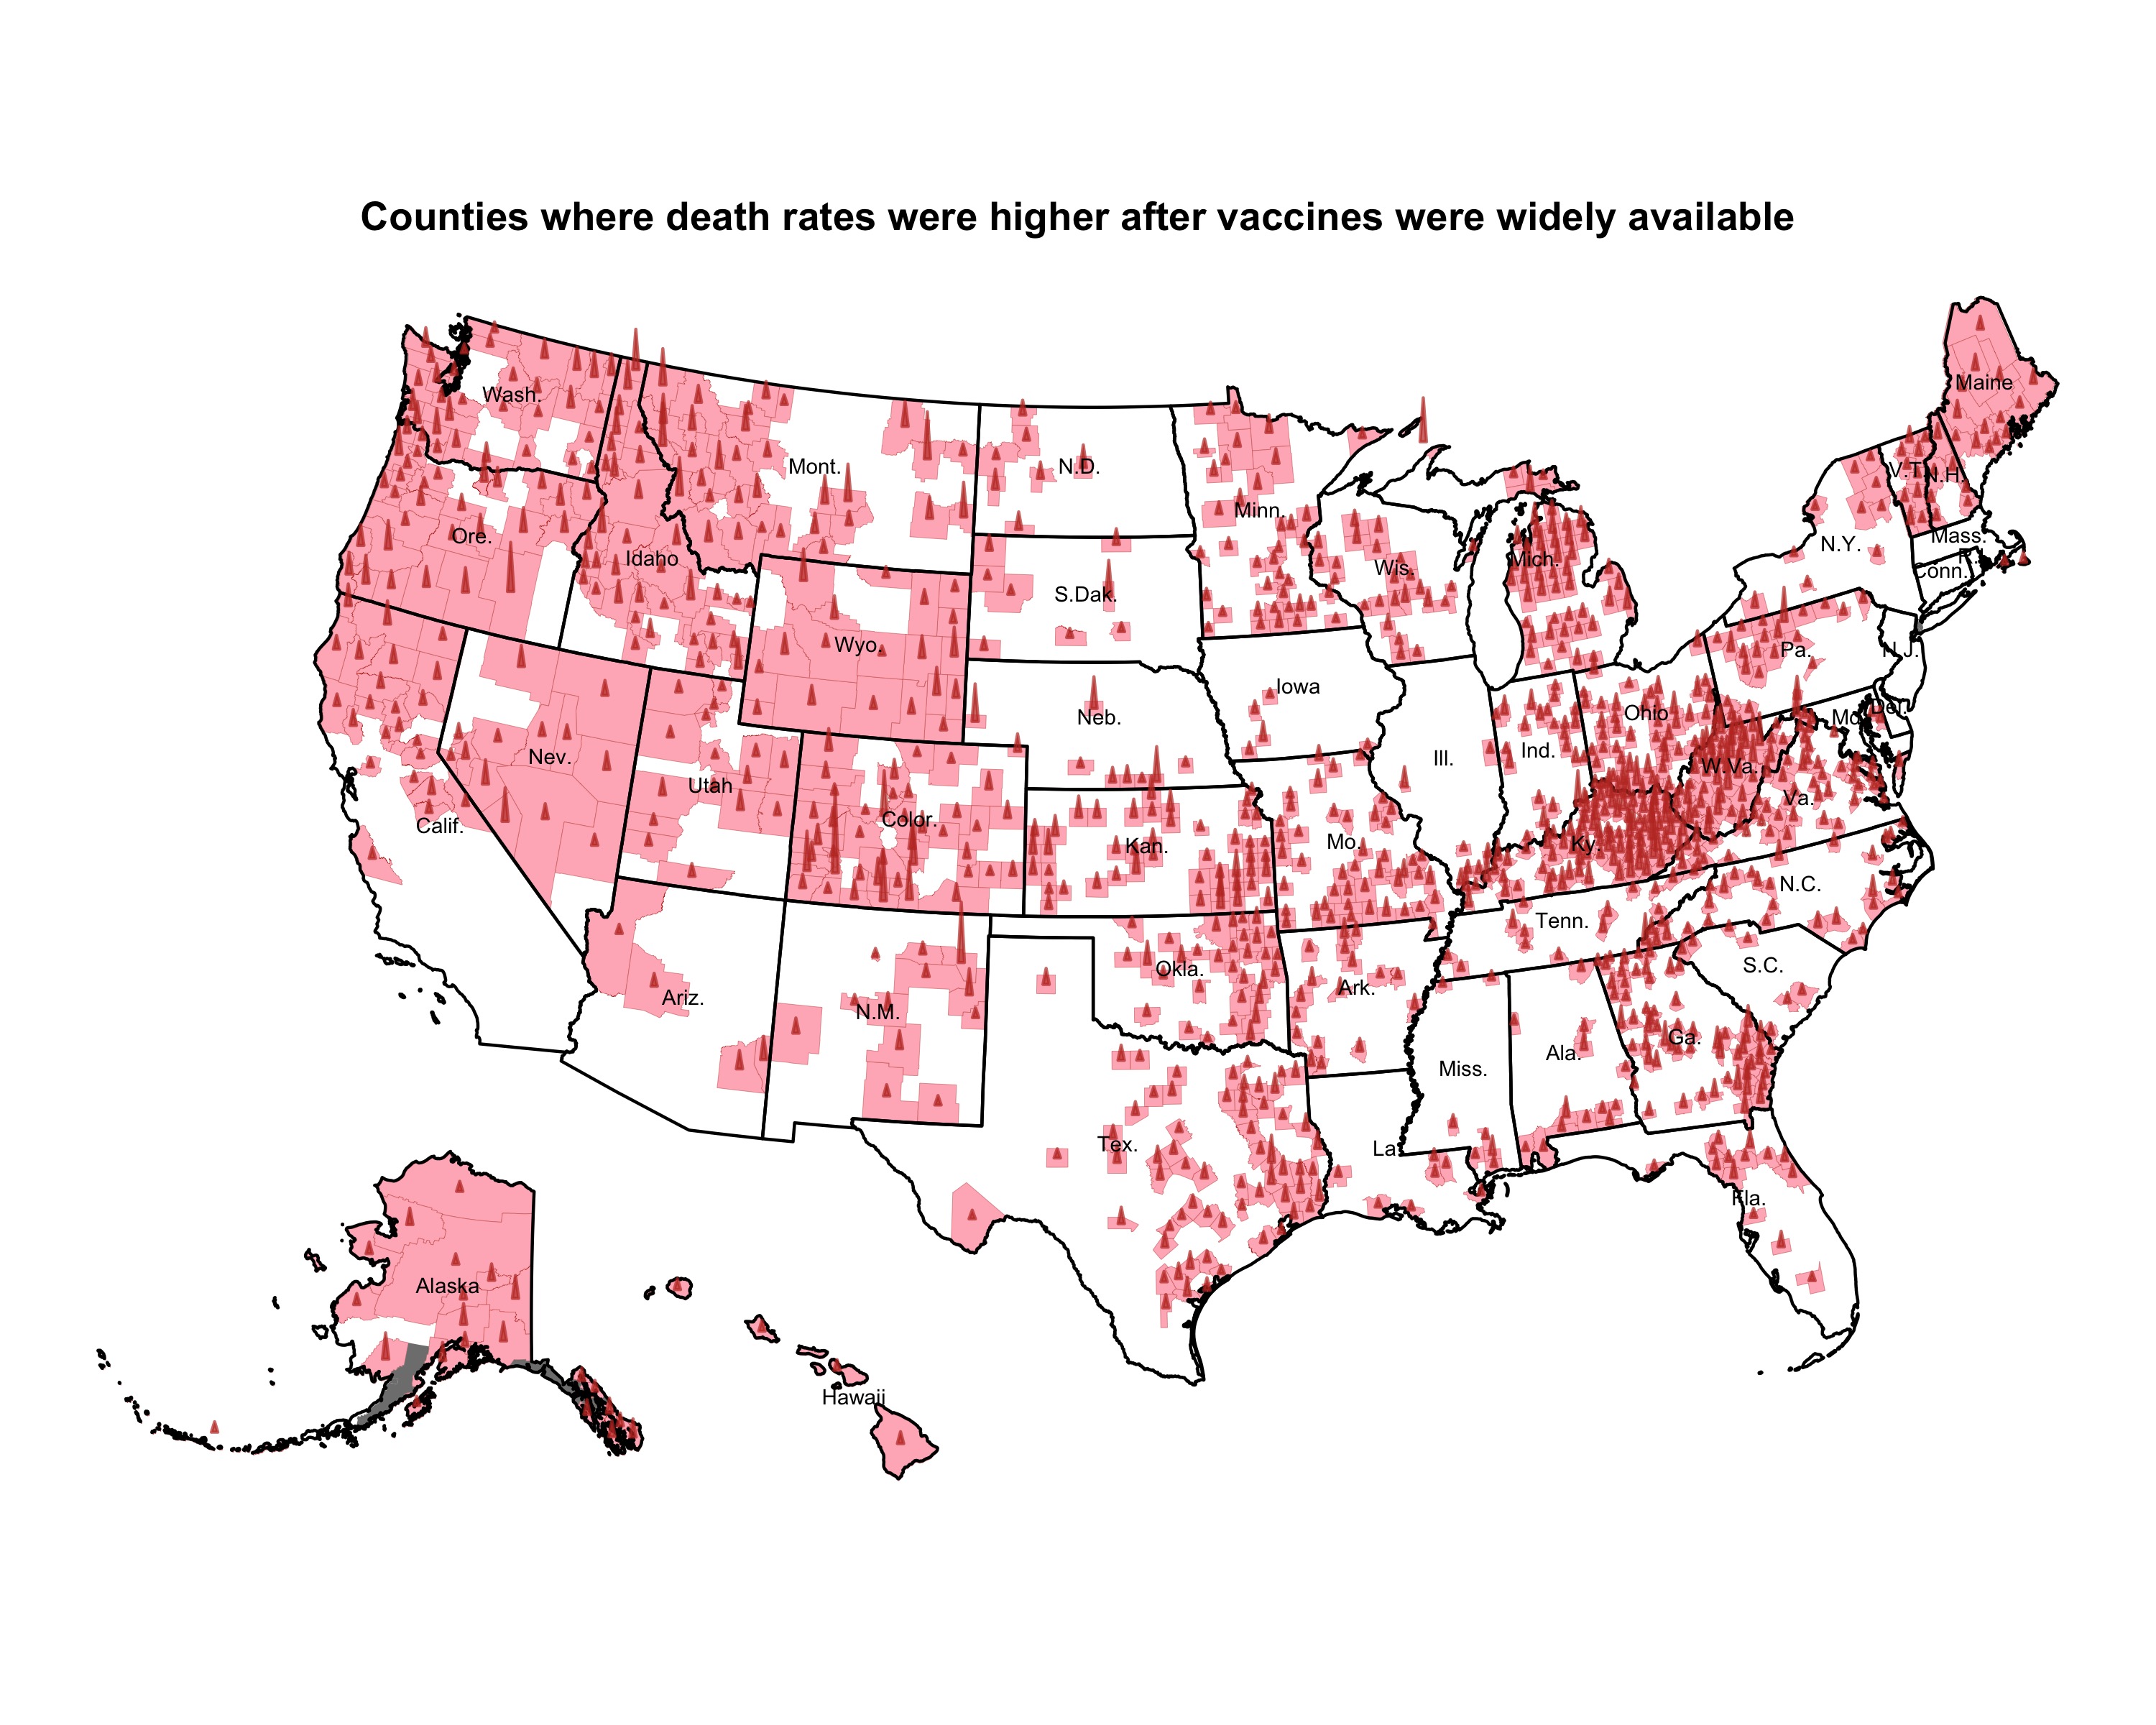 Counties where death rates were higher after vaccines were widely available
Wash.
Maine
Mont.
N.D.
V.T.
N.H.
Minn.
Ore.
Idaho
Mich.
N.Y.
Mass.
R.I.
Conn.
Wis.
S.Dak.
Wyo.
Pa.
N.J.
Iowa
Neb.
Ohio
Md.
Del.
Nev.
Ill.
Ind.
W.Va.
Utah
Va.
Calif.
Color.
Kan.
Mo.
Ky.
N.C.
Tenn.
Okla.
S.C.
Ariz.
N.M.
Ark.
Ga.
Miss.
Ala.
Tex.
La.
Fla.
Alaska
Hawaii